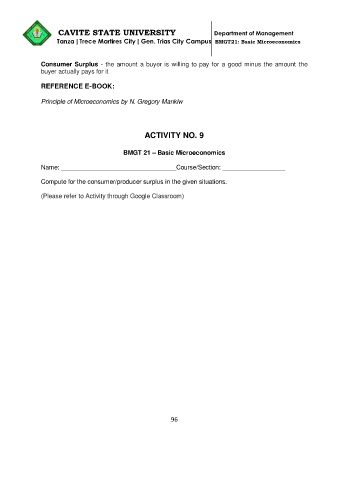 CAVITE STATE UNIVERSITY
Department of Management
Tanza | Trece Martires City | Gen. Trias City Campus BMGT21: Basic Microeconomics
Consumer Surplus - the amount a buyer is willing to pay for a good minus the amount the
buyer actually pays for it
REFERENCE E-BOOK:
Principle of Microeconomics by N. Gregory Mankiw
ACTIVITY NO. 9
BMGT 21 – Basic Microeconomics
Name: __________________________________Course/Section: ___________________
Compute for the consumer/producer surplus in the given situations.
(Please refer to Activity through Google Classroom)
96